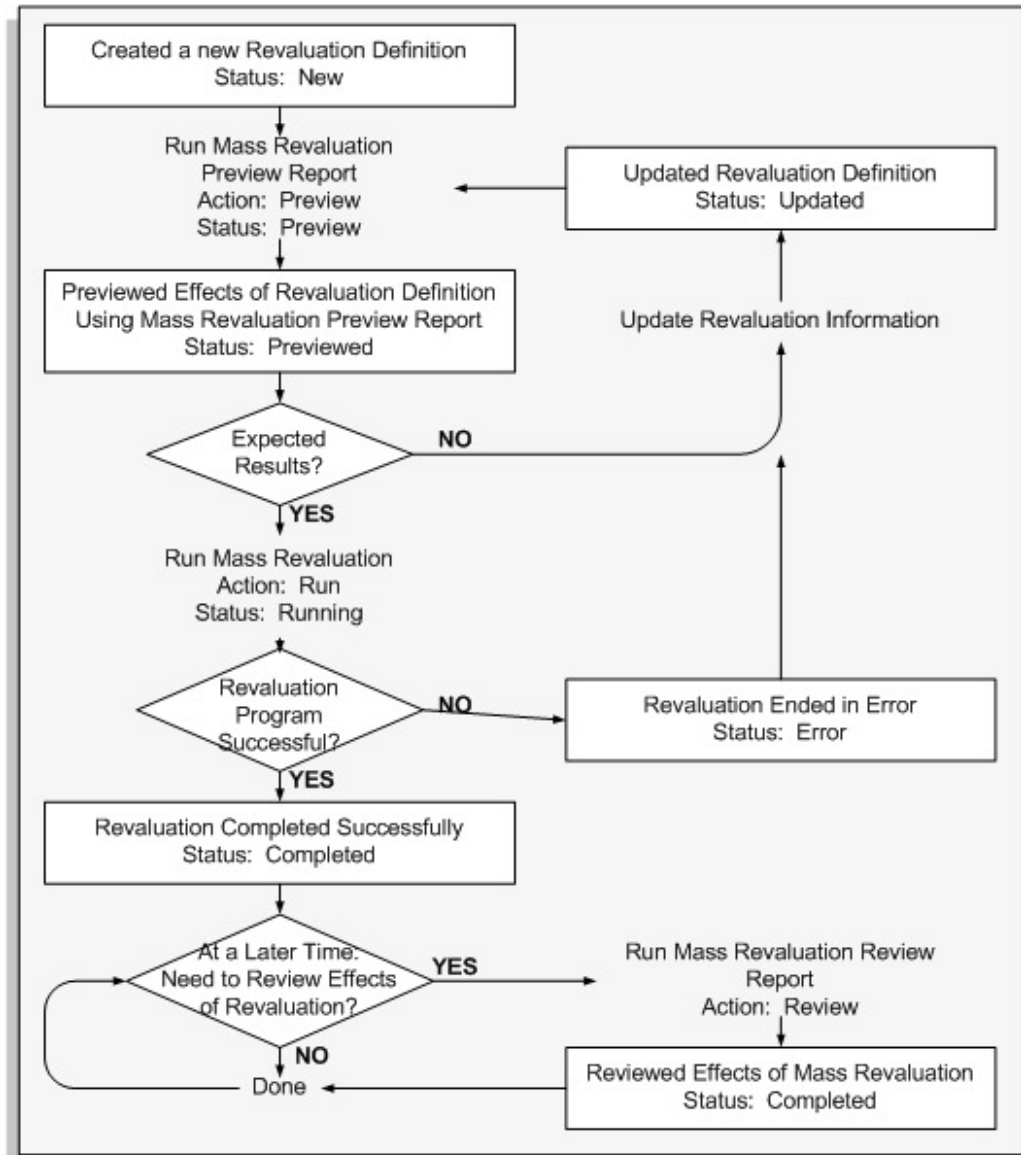 Created a new Revaluation Definition
Status: New
Run Mass Revaluation
Preview Report
Action: Preview
Status: Preview
Updated Revaluation Definition
Status: Updated
Previewed Effects of Revaluation Definition
Using Mass Revaluation Preview Report
Status: Previewed
Update Revaluation Information
Expected
Results?
NO
YES
Run Mass Revaluation
Action: Run
Status: Running
Revaluation
Program
Successful?
NO
Revaluation Ended in Error
Status: Error
YES
Revaluation Completed Successfully
Status: Completed
At a Later Time:
Need to Review Effects
of Revaluation?
YES
Run Mass Revaluation Review
Report
Action: Review
NO
Done
Reviewed Effects of Mass Revaluation
Status: Completed